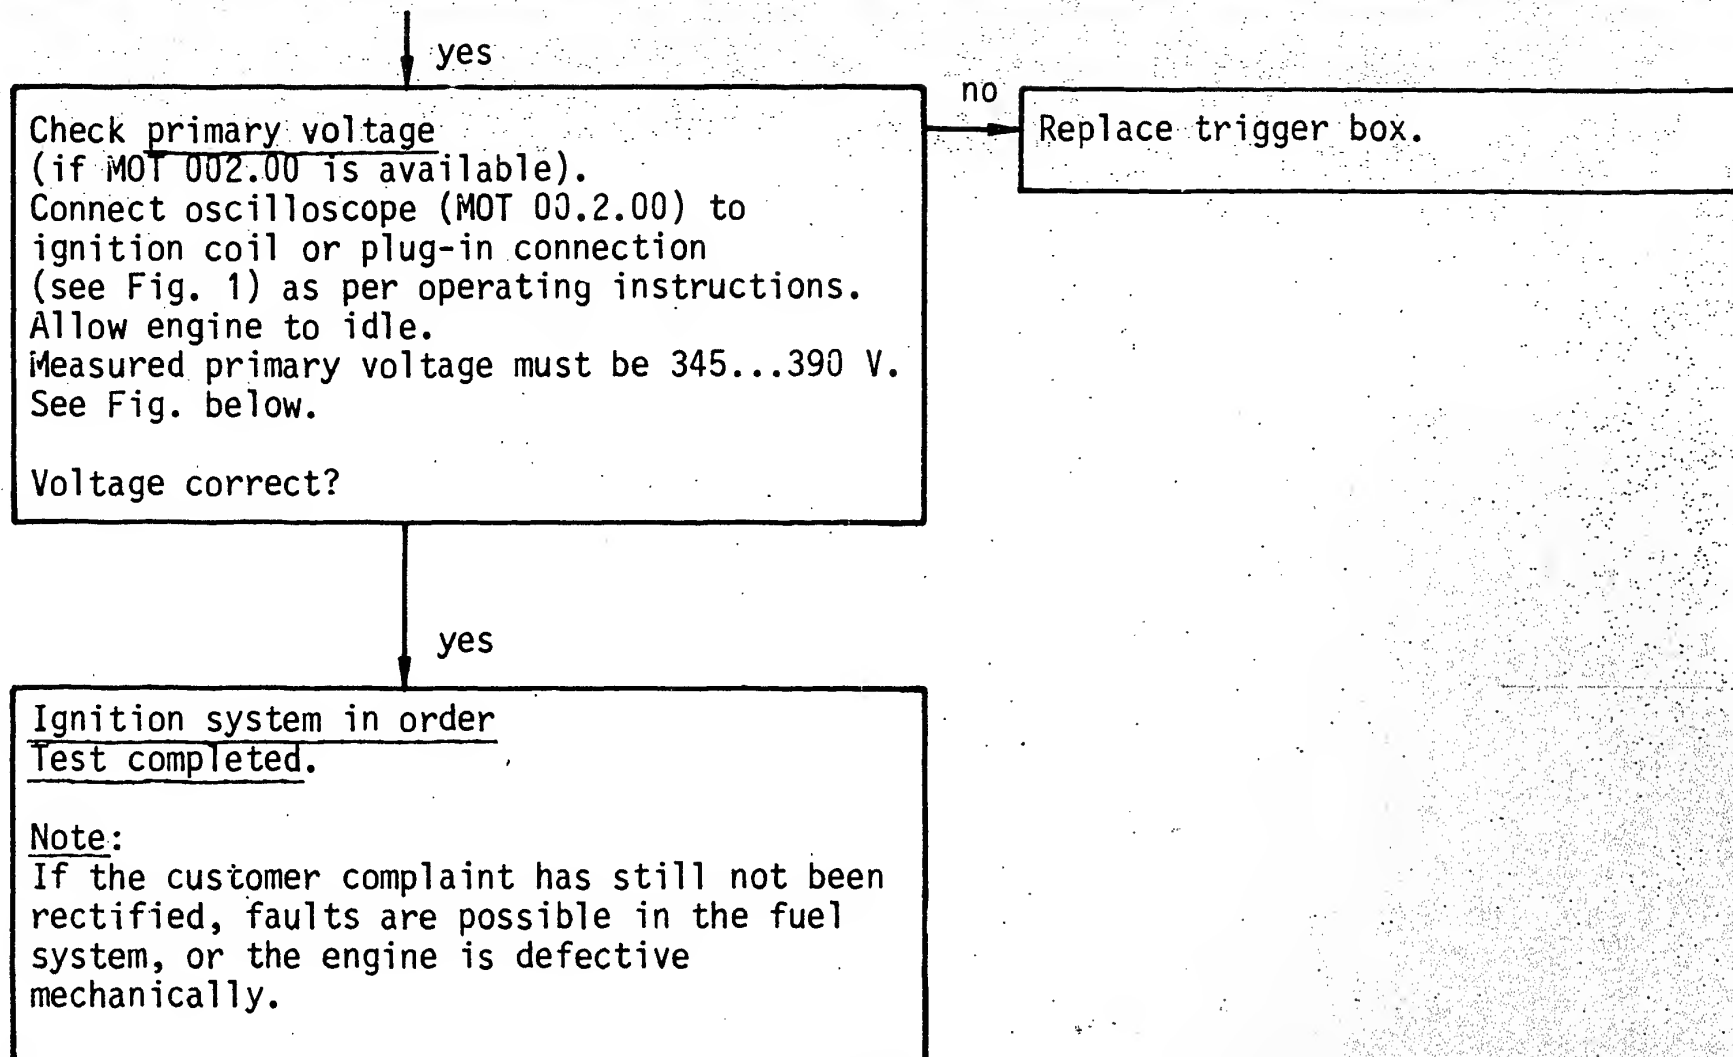 yes
Check primary voltage
(if MOT 002.00 is available).
Connect oscilloscope (MOT 00.2.00) to
ignition coil or plug-in connection
(see Fig. 1) as per operating instructions.
Allow engine to idle.
Measured primary voltage must be 345...390 V.
See Fig. below.
Voltage correct?
no
Replace trigger box.
yes
Ignition system in order
Test completed.
Note:
If the customer complaint has still not been
rectified, faults are possible in the fuel
system, or the engine is defective
mechanically.